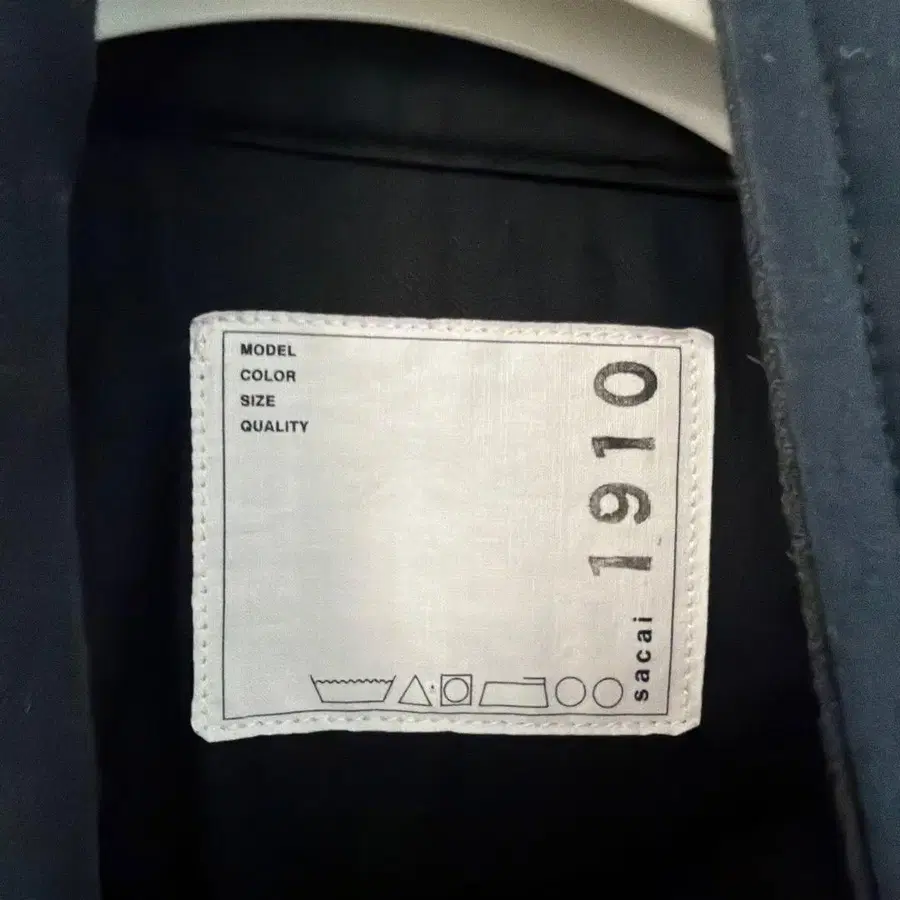 MODEL
COLOR
SIZE
QUALITY
sacai 1910